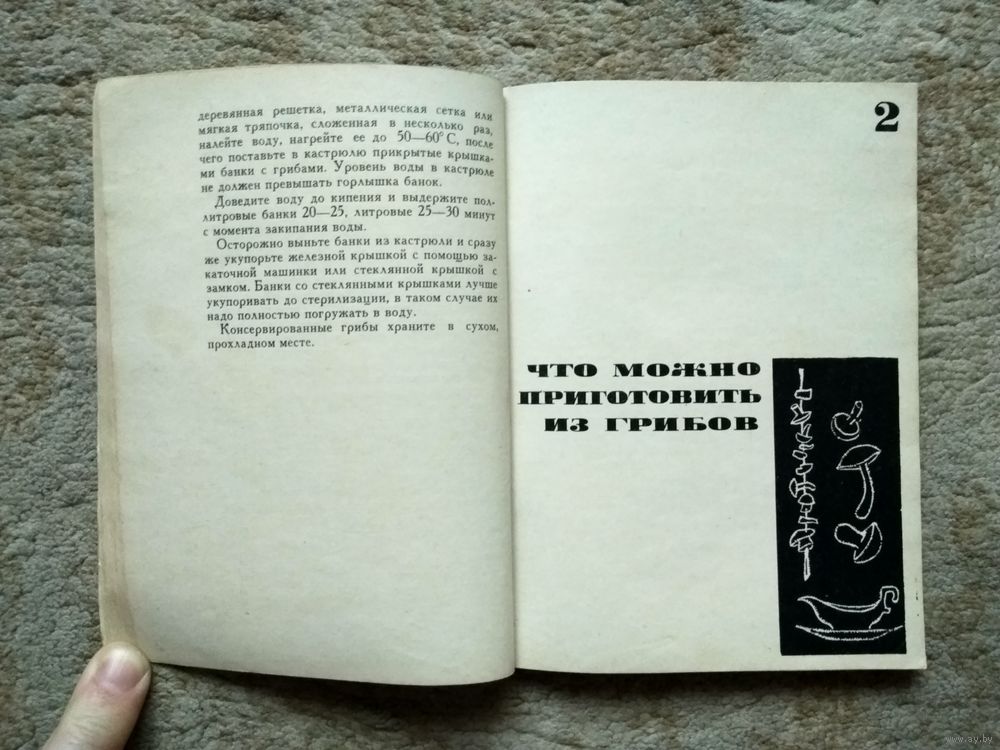 деревянная решетка, металлическая сетка или
мягкая тряпочка, сложенная в несколько раз,
налейте воду, нагрейте ее до 50—60° С, после
чего поставьте в кастрюлю прикрытые крышка-
ми банки с грибами. Уровень воды в кастрюле
не должен превышать горлышка банок.
Доведите воду до кипения и выдержите пол-
литровые банки 20—25, литровые 25—30 минут
с момента закипания воды.
Осторожно выньте банки из кастрюли и сразу
же укупорьте железной крышкой с помощью за-
каточной машинки или стеклянной крышкой с
замком. Банки со стеклянными крышками лучше
укупоривать до стерилизации, в таком случае их
надо полностью погружать в воду.
Консервированные грибы храните в сухом,
прохладном месте.
2
ЧТО МОЖНО
ПРИГОТОВИТЬ
ИЗ ГРИБОВ
www.ay.by